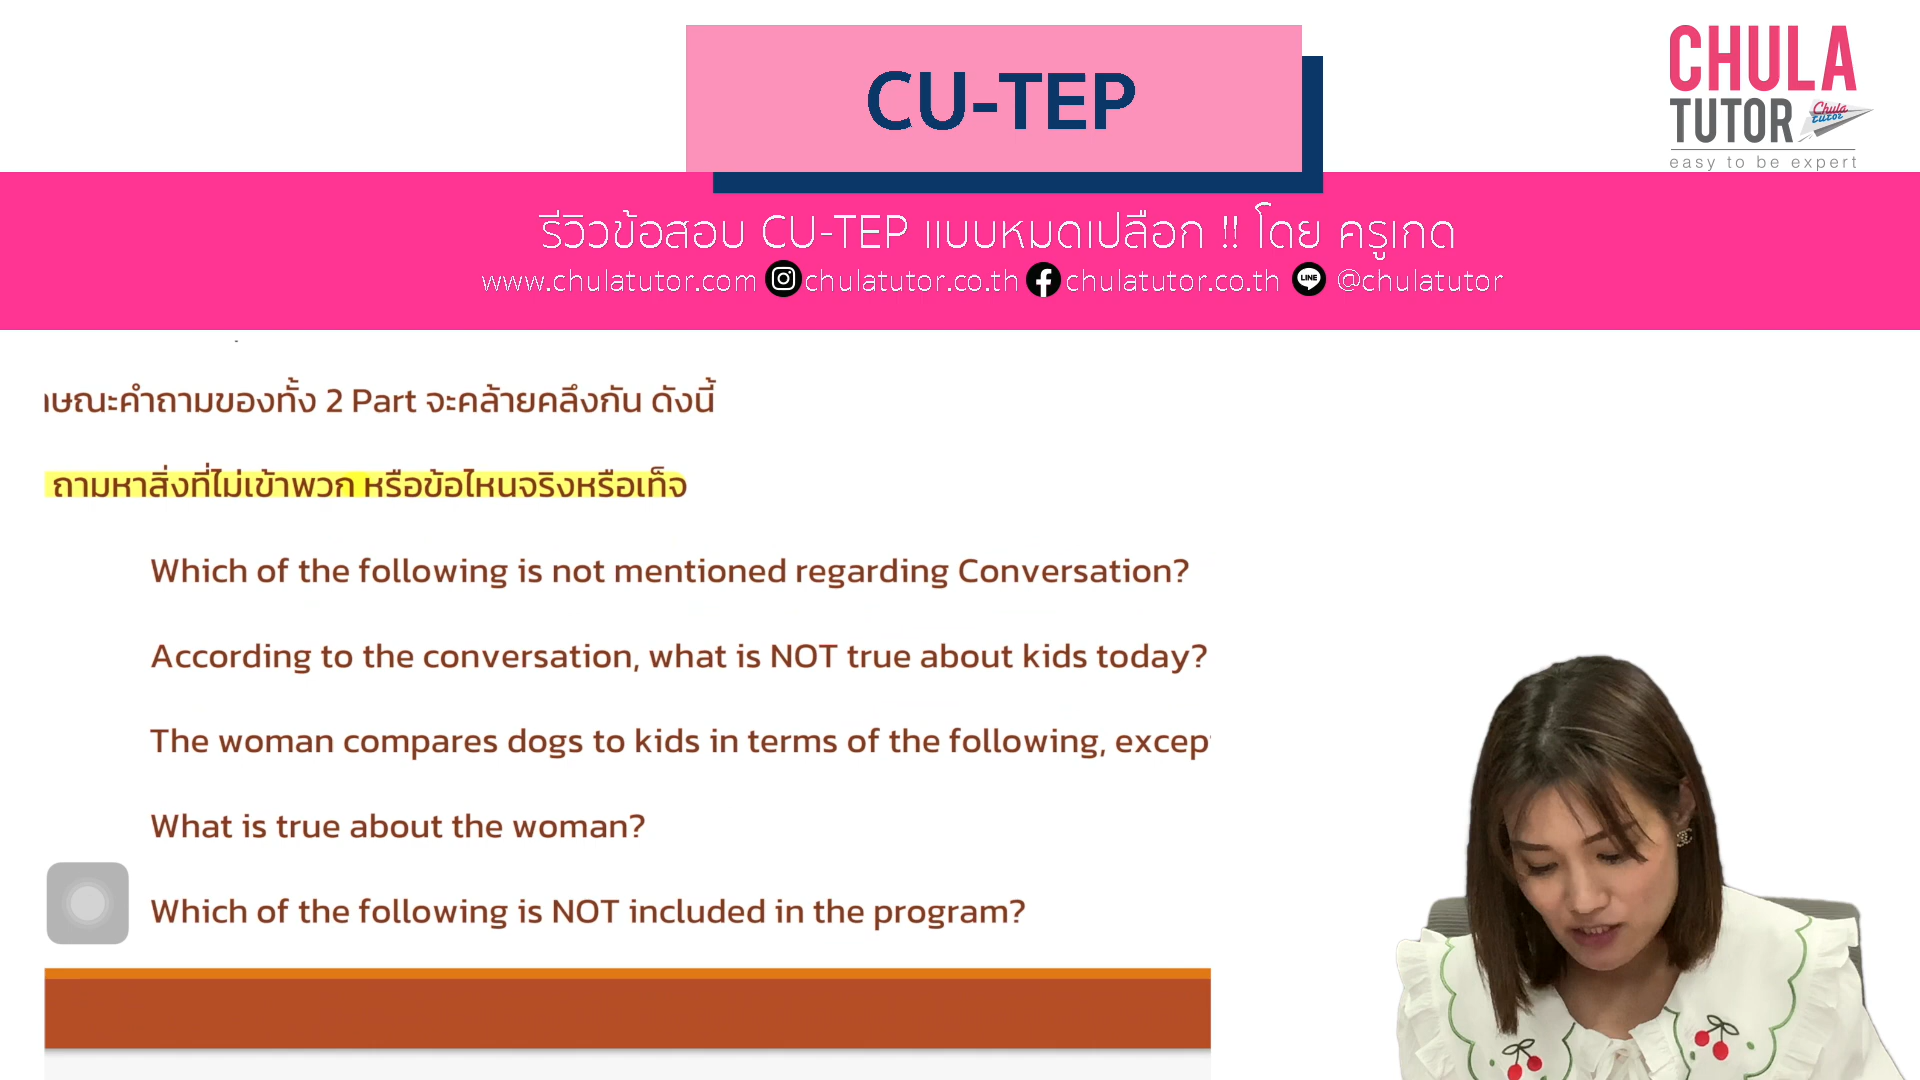 CU-TEP
CHULA
TUTOR
Chula
tutor
easy to be expert
รีวิวข้อสอบ CU-TEP แบบหมดเปลือก !! โดย ครูเกด
www.chulatutor.com chulatutor.co.th chulatutor.co.th LINE @chulatutor
ษณะคำถามของทั้ง 2 Part จะคล้ายคลึงกัน ดังนี้
ถามหาสิ่งที่ไม่เข้าพวก หรือข้อไหนจริงหรือเท็จ
Which of the following is not mentioned regarding Conversation?
According to the conversation, what is NOT true about kids today?
The woman compares dogs to kids in terms of the following, excep
What is true about the woman?
Which of the following is NOT included in the program?